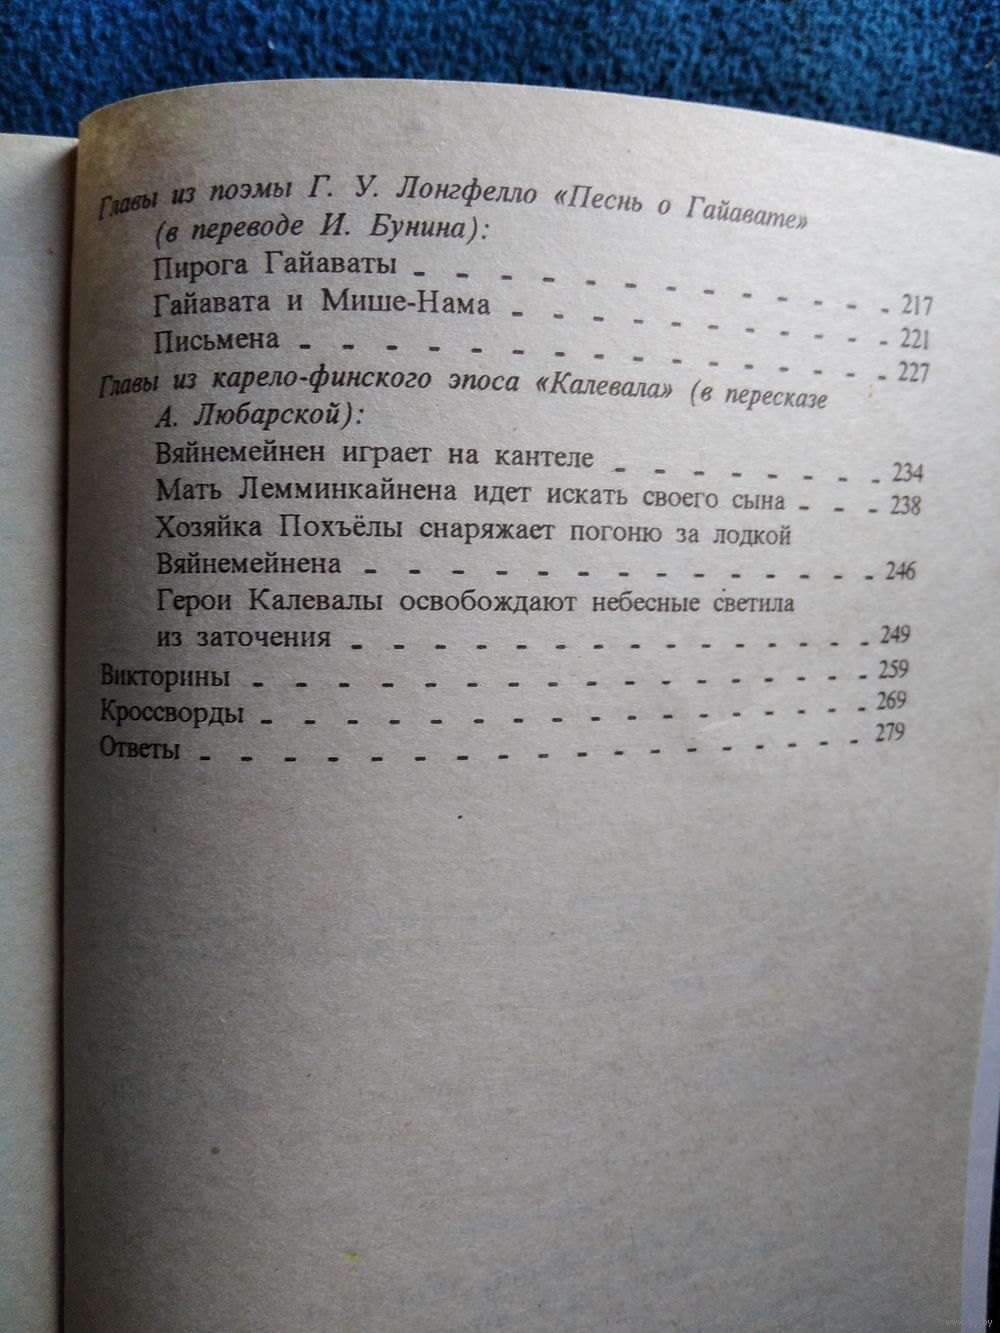 Главы из поэмы Г. У. Лонгфелло «Песнь о Гайавате»
(в переводе И. Бунина):
Пирога Гайаваты - - - - - - - - - - - - 217
Гайавата и Мише-Нама - - - - - - - - - - 221
Письмена - - - - - - - - - - - - - - - 227
Главы из карело-финского эпоса «Калевала» (в пересказе
А. Любарской):
Вяйнемейнен играет на кантеле - - - - - - - 234
Мать Лемминкайнена идет искать своего сына - - - 238
Хозяйка Похъёлы снаряжает погоню за лодкой
Вяйнемейнена - - - - - - - - - - - - - 246
Герои Калевалы освобождают небесные светила
из заточения - - - - - - - - - - - - - 249
Викторины - - - - - - - - - - - - - - - 259
Кроссворды - - - - - - - - - - - - - - - 269
Ответы - - - - - - - - - - - - - - - - 279
www.ay.by